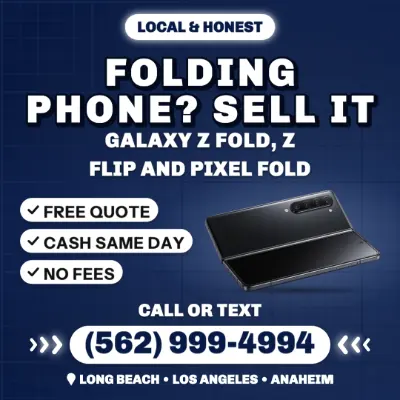 LOCAL & HONEST
FOLDING
PHONE? SELL IT
GALAXY Z FOLD, Z
FLIP AND PIXEL FOLD
FREE QUOTE
CASH SAME DAY
NO FEES
CALL OR TEXT
(562) 999-4994
LONG BEACH • LOS ANGELES • ANAHEIM